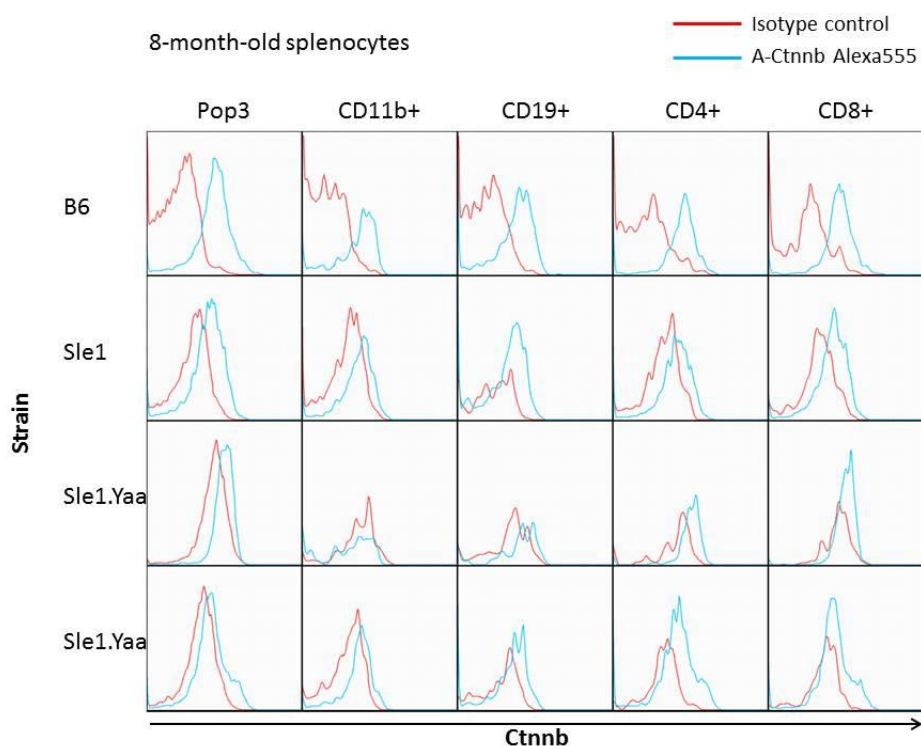 Isotype control
8-month-old splenocytes
A-Ctnnb Alexa555
Pop3 CD11b+ CD19+ CD4+ CD8+
B6
Sle1
Strain
Sle1.Yaa
Sle1.Yaa
Ctnnb